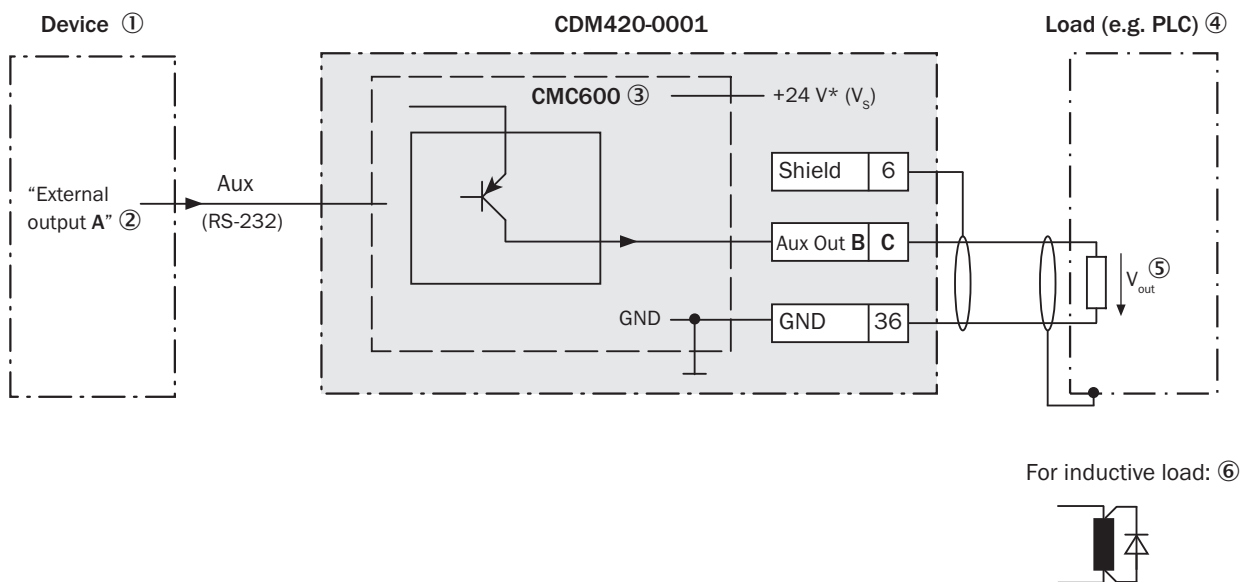 Device ①
CDM420-0001
Load (e.g. PLC) ④
CMC600 ③
+24 V* (Vs)
Shield 6
"External
output A" ②
Aux
(RS-232)
Aux Out B C
Vout ⑤
GND
GND 36
For inductive load: ⑥